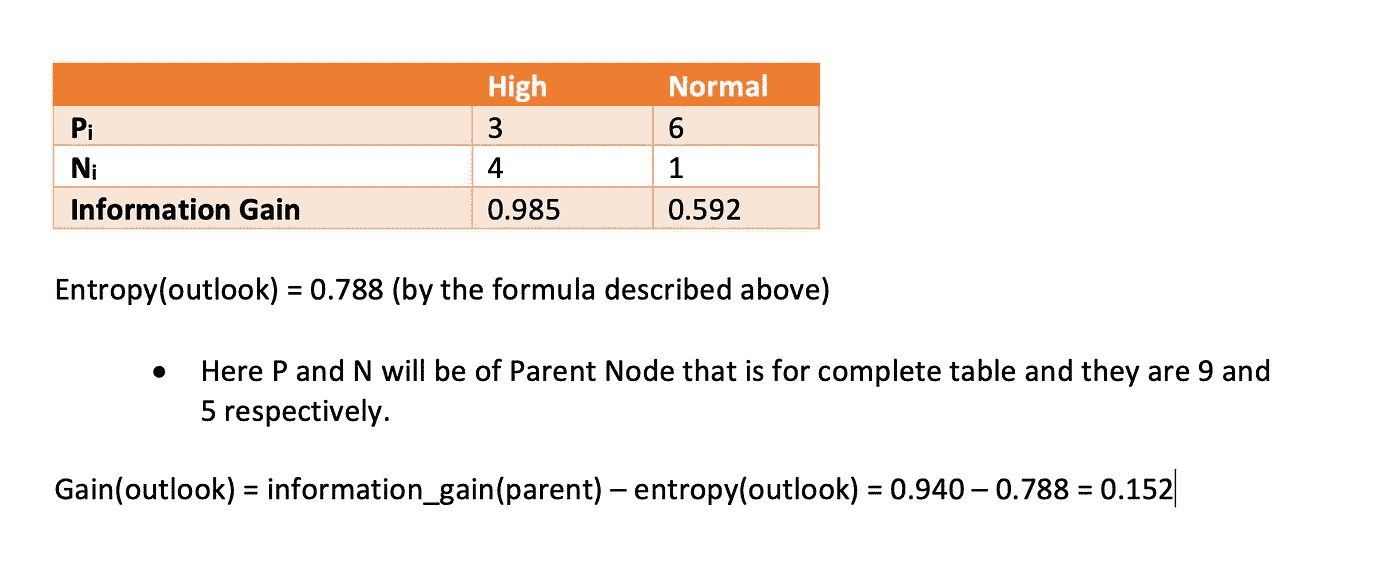 High Normal
Pi 3 6
Ni 4 1
Information Gain 0.985 0.592
Entropy(outlook) = 0.788 (by the formula described above)
• Here P and N will be of Parent Node that is for complete table and they are 9 and
5 respectively.
Gain(outlook) = information_gain(parent) – entropy(outlook) = 0.940 – 0.788 = 0.152